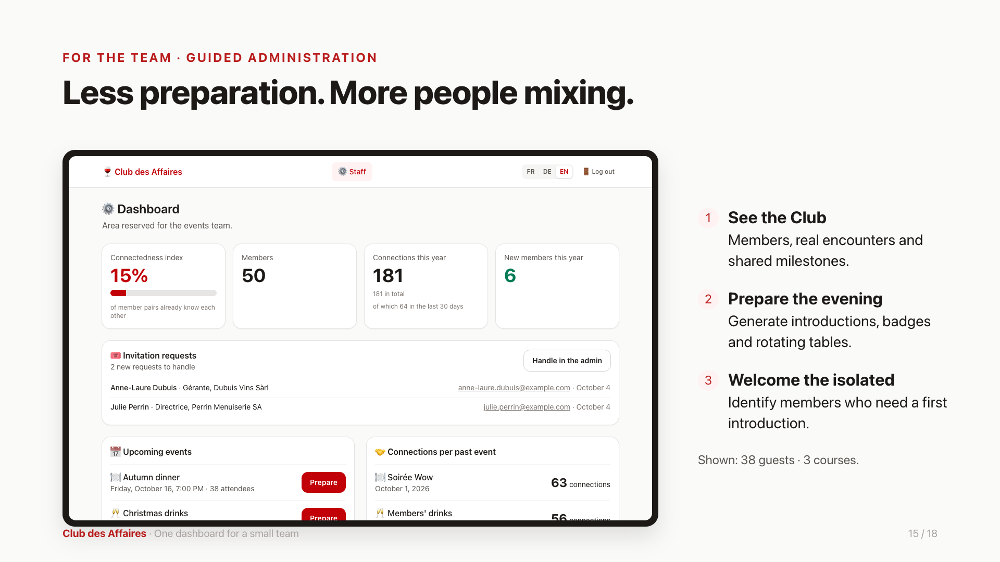 FOR THE TEAM · GUIDED ADMINISTRATION
Less preparation. More people mixing.
Club des Affaires
Staff
FR DE EN
Log out
Dashboard
Area reserved for the events team.
Connectedness index
15%
of member pairs already know each
other
Members
50
Connections this year
181
181 in total
of which 64 in the last 30 days
New members this year
6
Invitation requests
2 new requests to handle
Handle in the admin
Anne-Laure Dubuis · Gérante, Dubuis Vins Sàrl
anne-laure.dubuis@example.com · October 4
Julie Perrin · Directrice, Perrin Menuiserie SA
julie.perrin@example.com · October 4
Upcoming events
Autumn dinner
Friday, October 16, 7:00 PM · 38 attendees
Prepare
Christmas drinks
Prepare
Connections per past event
Soirée Wow
October 1, 2026
63 connections
Members' drinks
56 connections
1 See the Club
Members, real encounters and
shared milestones.
2 Prepare the evening
Generate introductions, badges
and rotating tables.
3 Welcome the isolated
Identify members who need a first
introduction.
Shown: 38 guests · 3 courses.
Club des Affaires · One dashboard for a small team
15 / 18